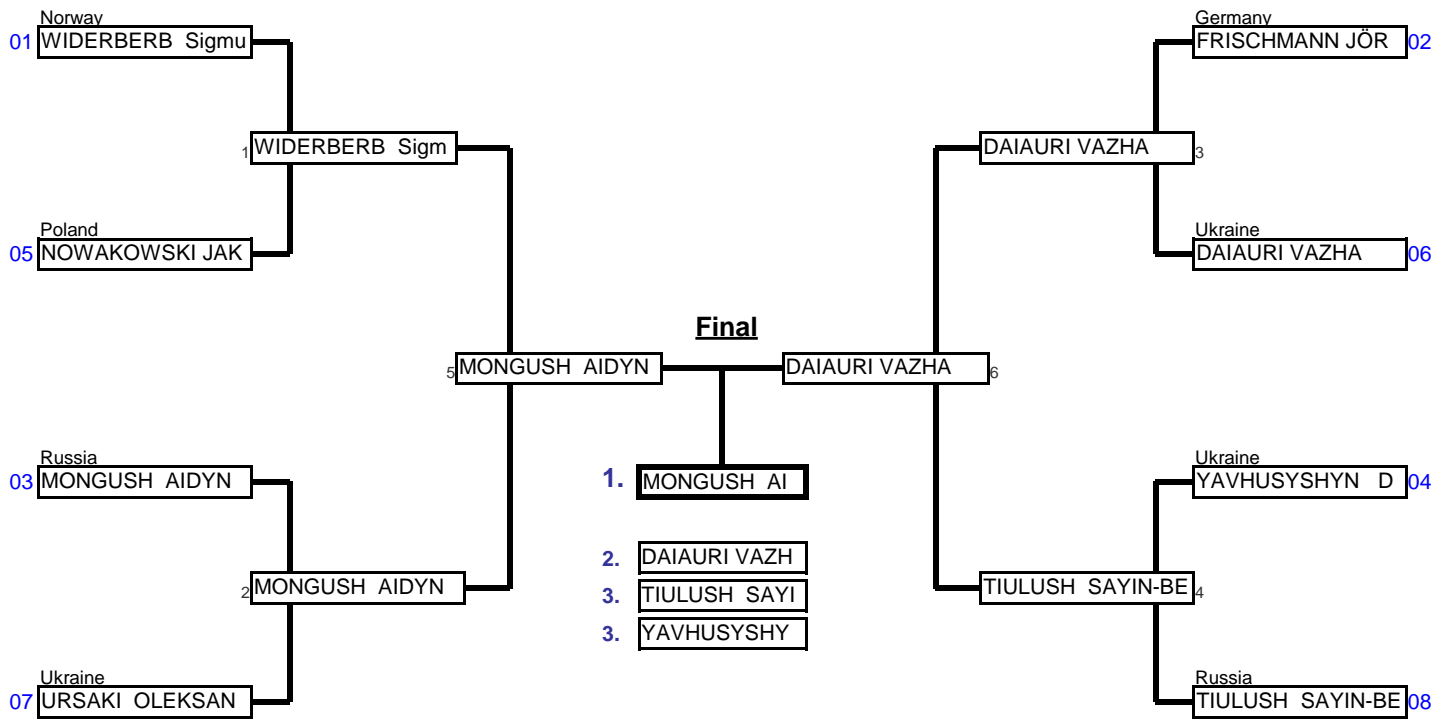 Norway
01 WIDERBERB Sigmu
1 WIDERBERB Sigm
Poland
05 NOWAKOWSKI JAK
5 MONGUSH AIDYN
Russia
03 MONGUSH AIDYN
2 MONGUSH AIDYN
Ukraine
07 URSAKI OLEKSAN
Final
1. MONGUSH AI
2. DAIAURI VAZH
3. TIULUSH SAYI
3. YAVHUSYSHY
Germany
FRISCHMANN JÖR 02
DAIAURI VAZHA 3
Ukraine
DAIAURI VAZHA 06
DAIAURI VAZHA 6
Ukraine
YAVHUSYSHYN D 04
TIULUSH SAYIN-BE 4
Russia
TIULUSH SAYIN-BE 08